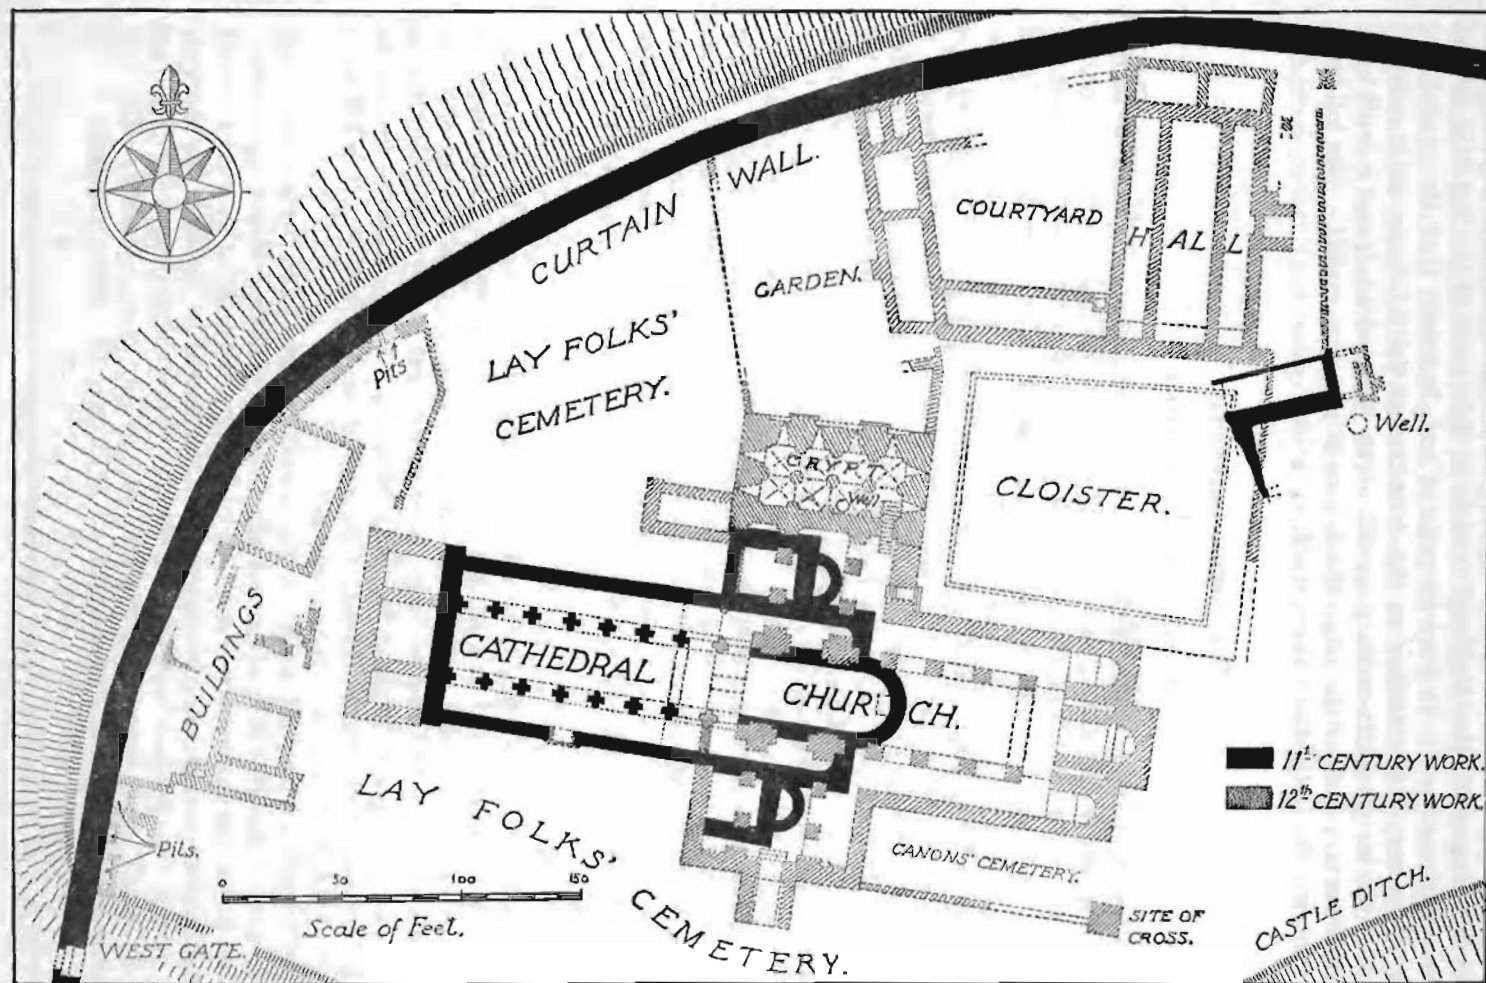 WALL.
CURTAIN
COURTYARD
HALL
GARDEN.
LAY FOLKS'
CEMETERY.
Pits
Well.
CRYPT
Well
CLOISTER.
BUILDINGS
CATHEDRAL
CHURCH.
11th CENTURY WORK.
12th CENTURY WORK.
LAY FOLKS' CEMETERY.
Pits.
CANONS' CEMETERY.
0 50 100 150
Scale of Feet.
SITE OF
CROSS.
CASTLE DITCH.
WEST GATE.